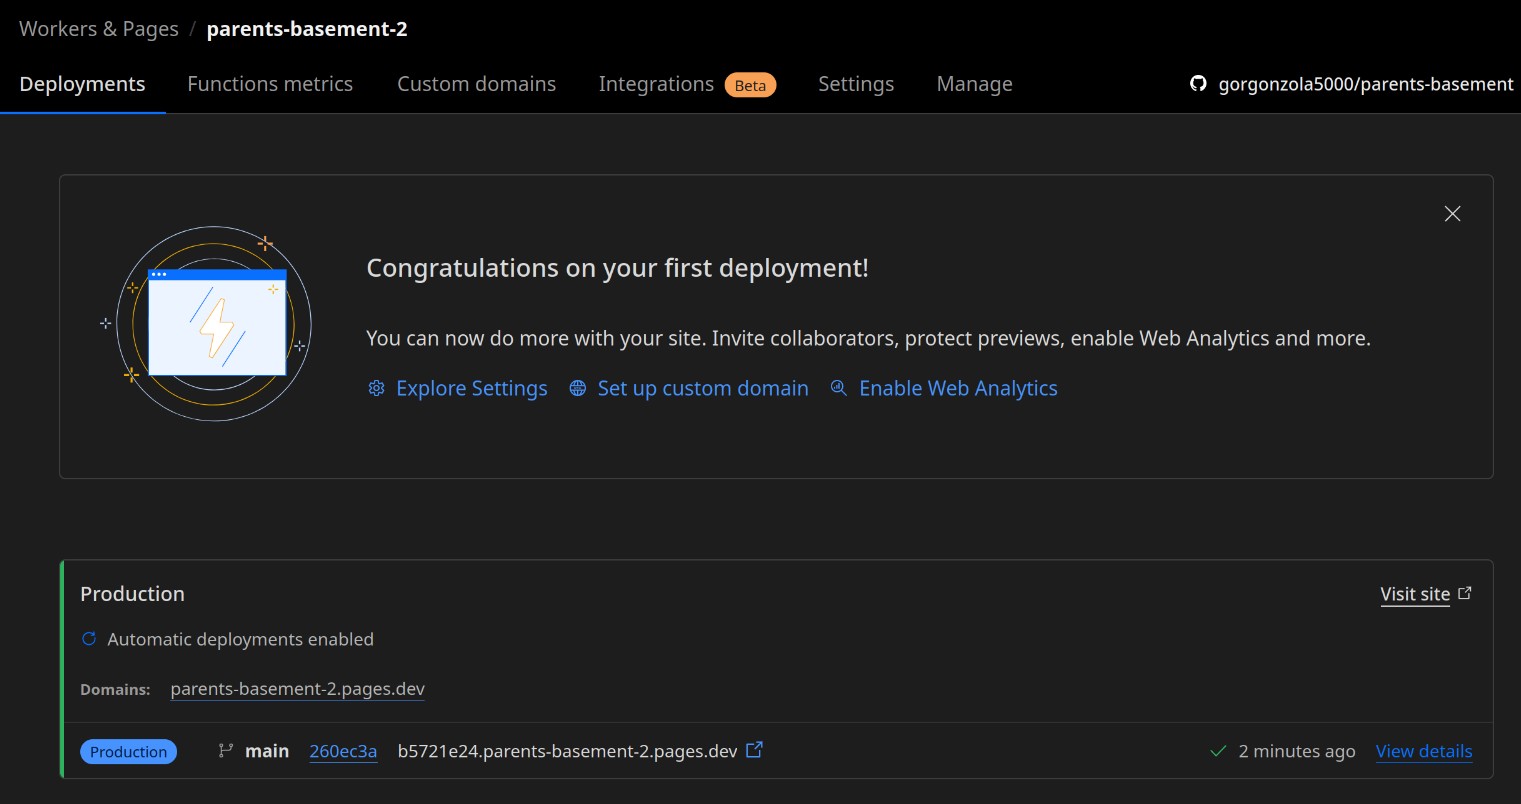 Workers & Pages / parents-basement-2
Deployments Functions metrics Custom domains Integrations Beta Settings Manage gorgonzola5000/parents-basement
Congratulations on your first deployment!
You can now do more with your site. Invite collaborators, protect previews, enable Web Analytics and more.
Explore Settings Set up custom domain Enable Web Analytics
Production Visit site
Automatic deployments enabled
Domains: parents-basement-2.pages.dev
Production main 260ec3a b5721e24.parents-basement-2.pages.dev 2 minutes ago View details